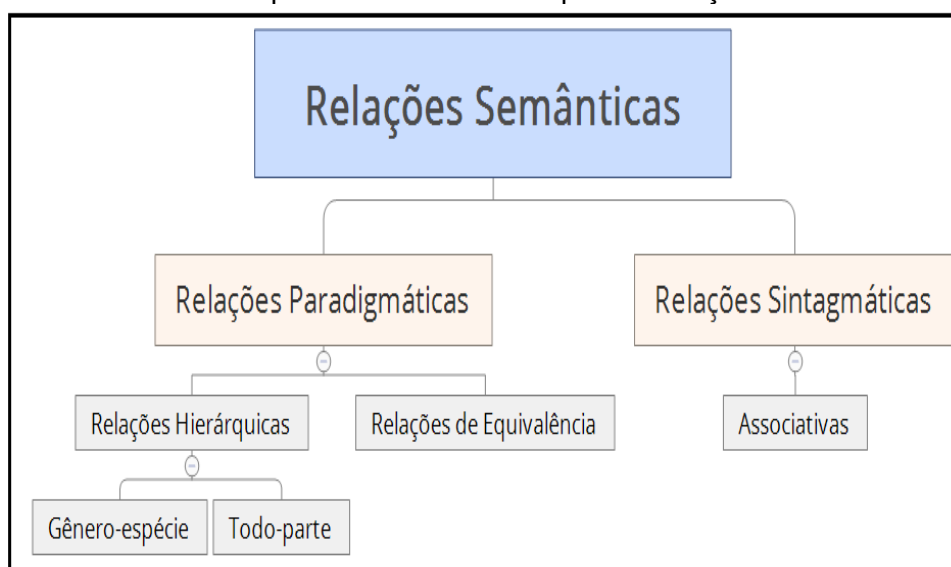 Relações Semânticas
Relações Paradigmáticas
Relações Sintagmáticas
Relações Hierárquicas
Relações de Equivalência
Associativas
Gênero-espécie
Todo-parte